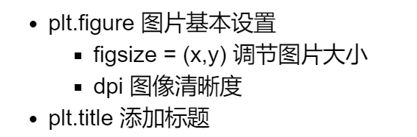 • plt.figure 图片基本设置
▪ figsize = (x,y) 调节图片大小
▪ dpi 图像清晰度
• plt.title 添加标题